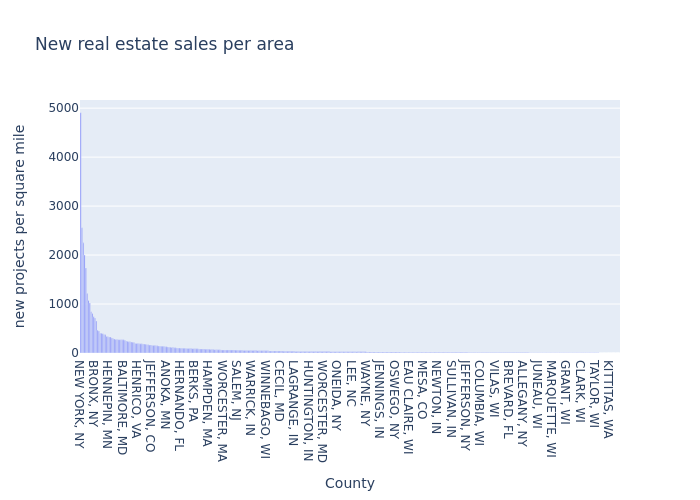 New real estate sales per area
new projects per square mile
5000
4000
3000
2000
1000
0
NEW YORK, NY
BRONX, NY
HENNEPIN, MN
BALTIMORE, MD
HENRICO, VA
JEFFERSON, CO
ANOKA, MN
HERNANDO, FL
BERKS, PA
HAMPDEN, MA
WORCESTER, MA
SALEM, NJ
WARRICK, IN
WINNEBAGO, WI
CECIL, MD
LAGRANGE, IN
HUNTINGTON, IN
WORCESTER, MD
ONEIDA, NY
LEE, NC
WAYNE, NY
JENNINGS, IN
OSWEGO, NY
EAU CLAIRE, WI
MESA, CO
NEWTON, IN
SULLIVAN, IN
JEFFERSON, NY
COLUMBIA, WI
VILAS, WI
BREVARD, FL
ALLEGANY, NY
JUNEAU, WI
MARQUETTE, WI
GRANT, WI
CLARK, WI
TAYLOR, WI
KITTITAS, WA
County